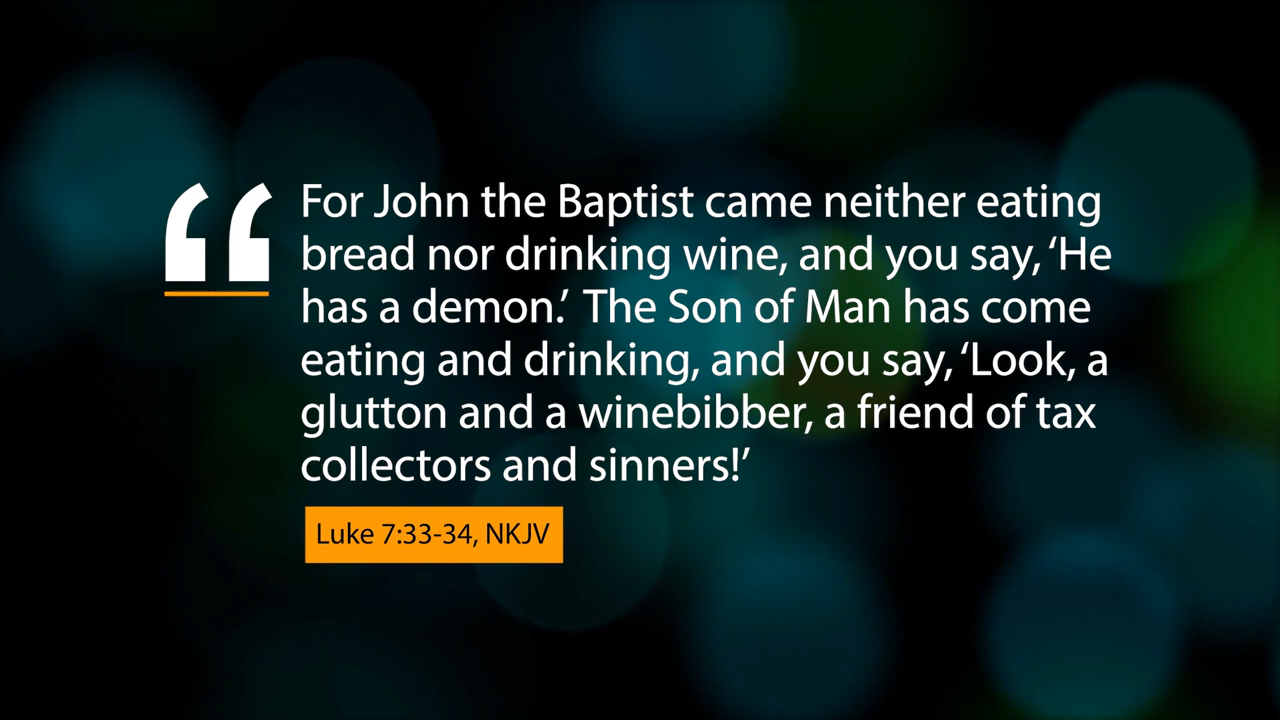 “
For John the Baptist came neither eating
bread nor drinking wine, and you say, ‘He
has a demon.’ The Son of Man has come
eating and drinking, and you say, ‘Look, a
glutton and a winebibber, a friend of tax
collectors and sinners!’
Luke 7:33-34, NKJV